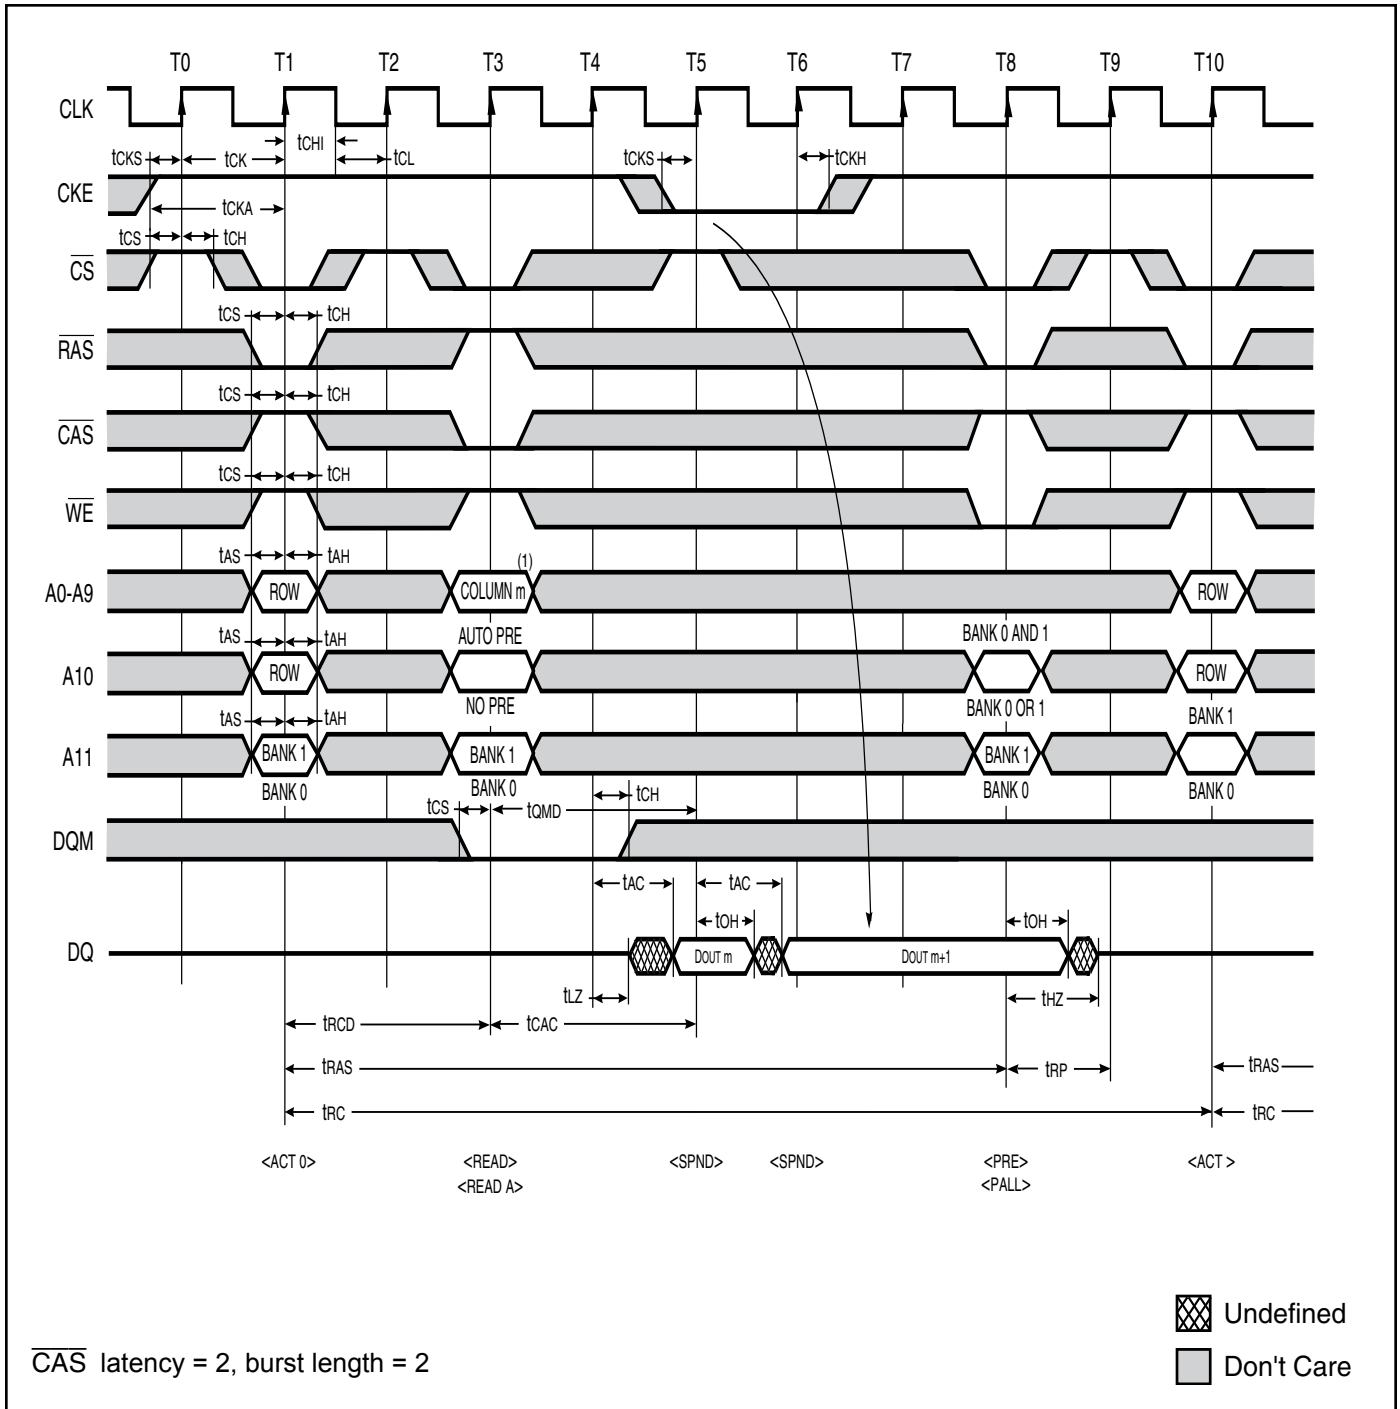 T0 T1 T2 T3 T4 T5 T6 T7 T8 T9 T10
CLK
tCHI
tCKS tCK tCL tCKS tCKH
CKE
tCKA
tCS tCH
CS
tCS tCH
RAS
tCS tCH
CAS
tCS tCH
WE
tAS tAH (1)
A0-A9 ROW COLUMN m ROW
tAS tAH AUTO PRE BANK 0 AND 1
A10 ROW ROW
NO PRE BANK 0 OR 1
tAS tAH BANK 1
A11 BANK 1 BANK 1 BANK 1
BANK 0 BANK 0 BANK 0 BANK 0
tCS tQMD tCH
DQM
tAC tAC
tOH tOH
DQ DOUT m DOUT m+1
tLZ tHZ
tRCD tCAC
tRAS tRP tRAS
tRC tRC
<ACT 0> <READ> <SPND> <SPND> <PRE> <ACT >
<READ A> <PALL>
Undefined
CAS latency = 2, burst length = 2
Don't Care